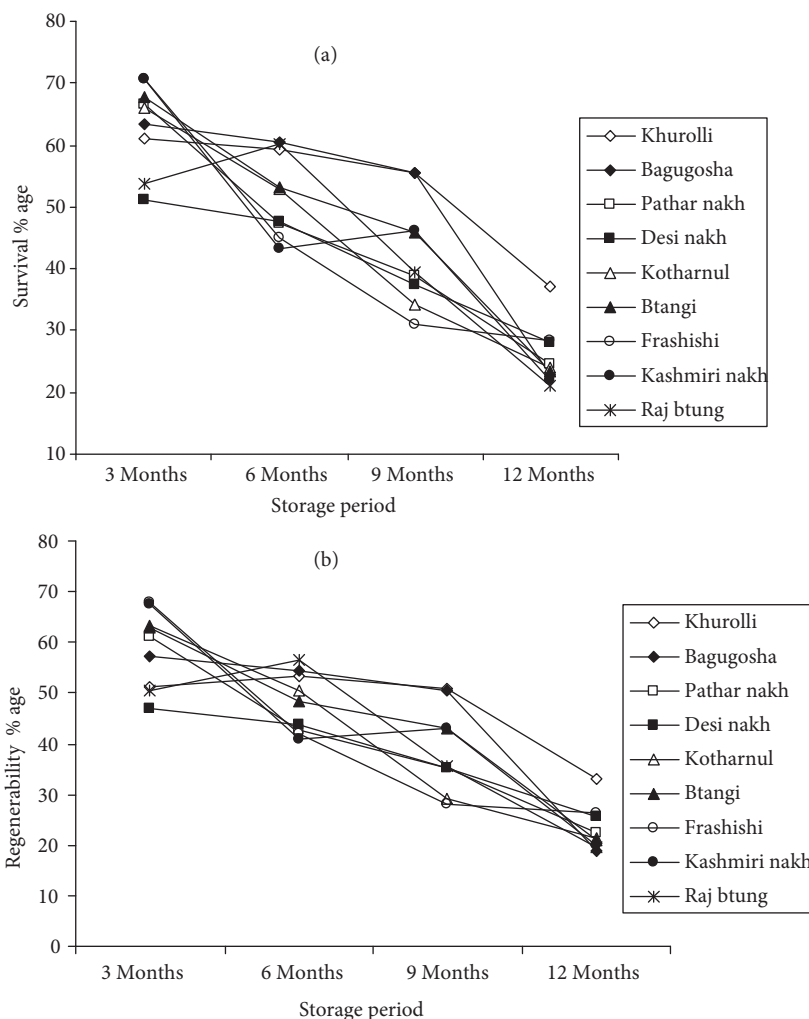 (a)
80
70
60
50
40
30
20
10
Survival % age
3 Months 6 Months 9 Months 12 Months
Storage period
Khurolli
Bagugosha
Pathar nakh
Desi nakh
Kotharnul
Btangi
Frashishi
Kashmiri nakh
Raj btung
(b)
80
70
60
50
40
30
20
10
0
Regenerability % age
3 Months 6 Months 9 Months 12 Months
Storage period
Khurolli
Bagugosha
Pathar nakh
Desi nakh
Kotharnul
Btangi
Frashishi
Kashmiri nakh
Raj btung